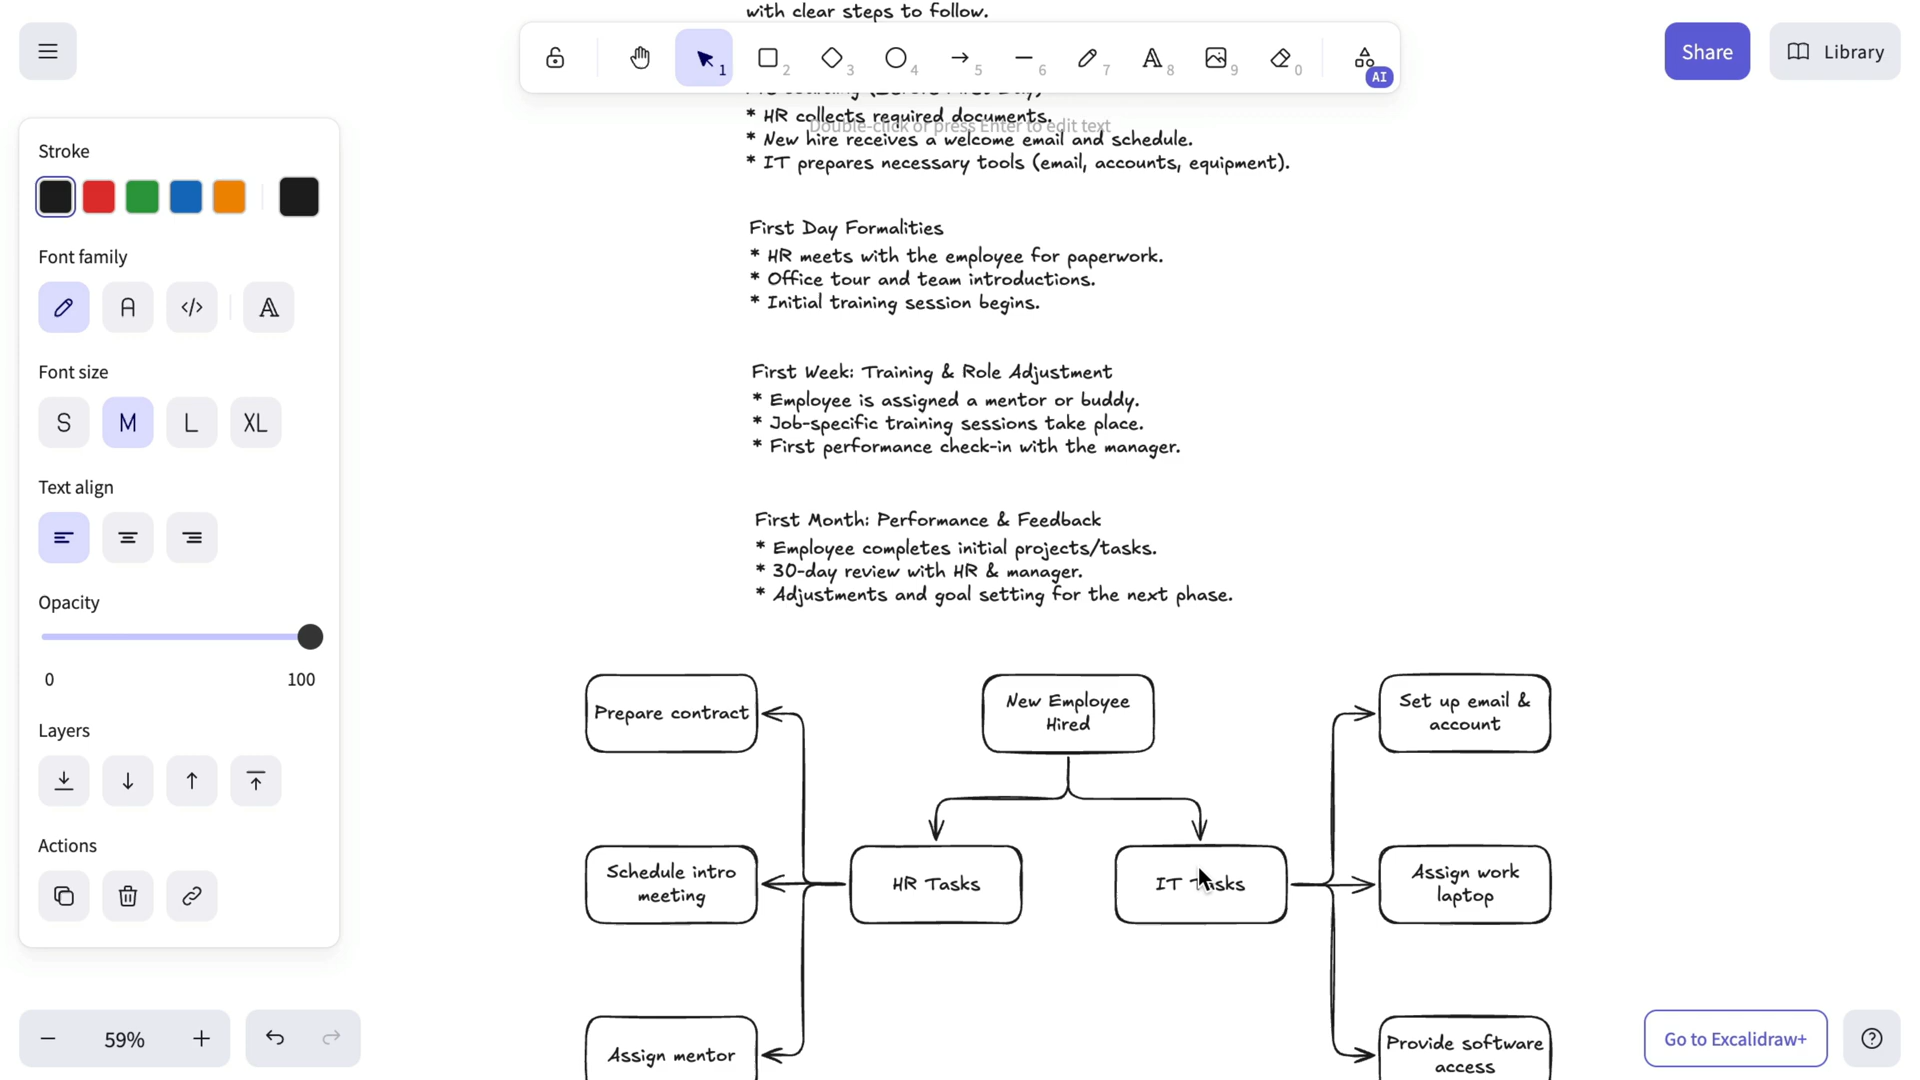 with clear steps to follow.
1
2
3
4
5
6
7
8
9
0
AI
Share
Library
* HR collects required documents.
Double-click or press Enter to edit text
* New hire receives a welcome email and schedule.
* IT prepares necessary tools (email, accounts, equipment).
Stroke
Font family
A
</>
A
Font size
S
M
L
XL
Text align
Opacity
0
100
Layers
Actions
First Day Formalities
* HR meets with the employee for paperwork.
* Office tour and team introductions.
* Initial training session begins.
First Week: Training & Role Adjustment
* Employee is assigned a mentor or buddy.
* Job-specific training sessions take place.
* First performance check-in with the manager.
First Month: Performance & Feedback
* Employee completes initial projects/tasks.
* 30-day review with HR & manager.
* Adjustments and goal setting for the next phase.
Prepare contract
New Employee
Hired
Set up email &
account
Schedule intro
meeting
HR Tasks
IT Tasks
Assign work
laptop
Assign mentor
Provide software
access
59%
Go to Excalidraw+